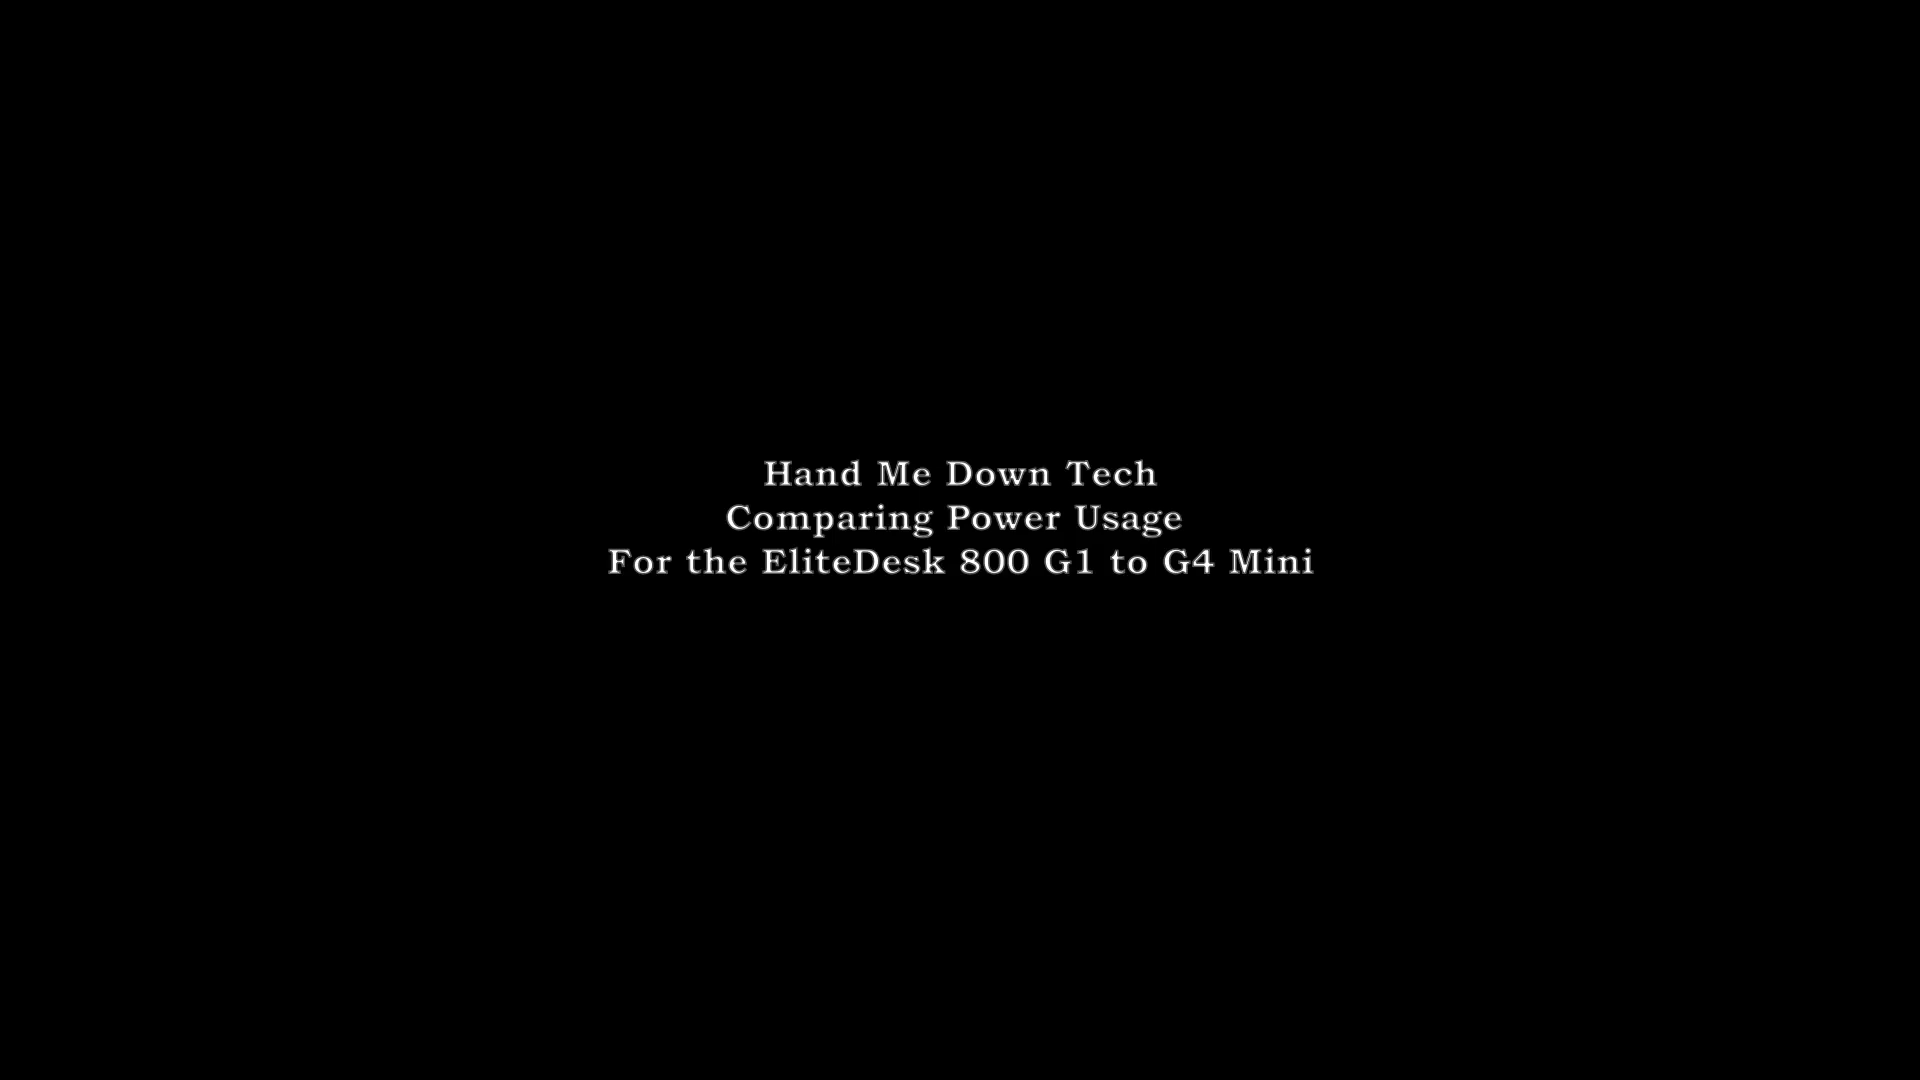 Hand Me Down Tech
Comparing Power Usage
For the EliteDesk 800 G1 to G4 Mini